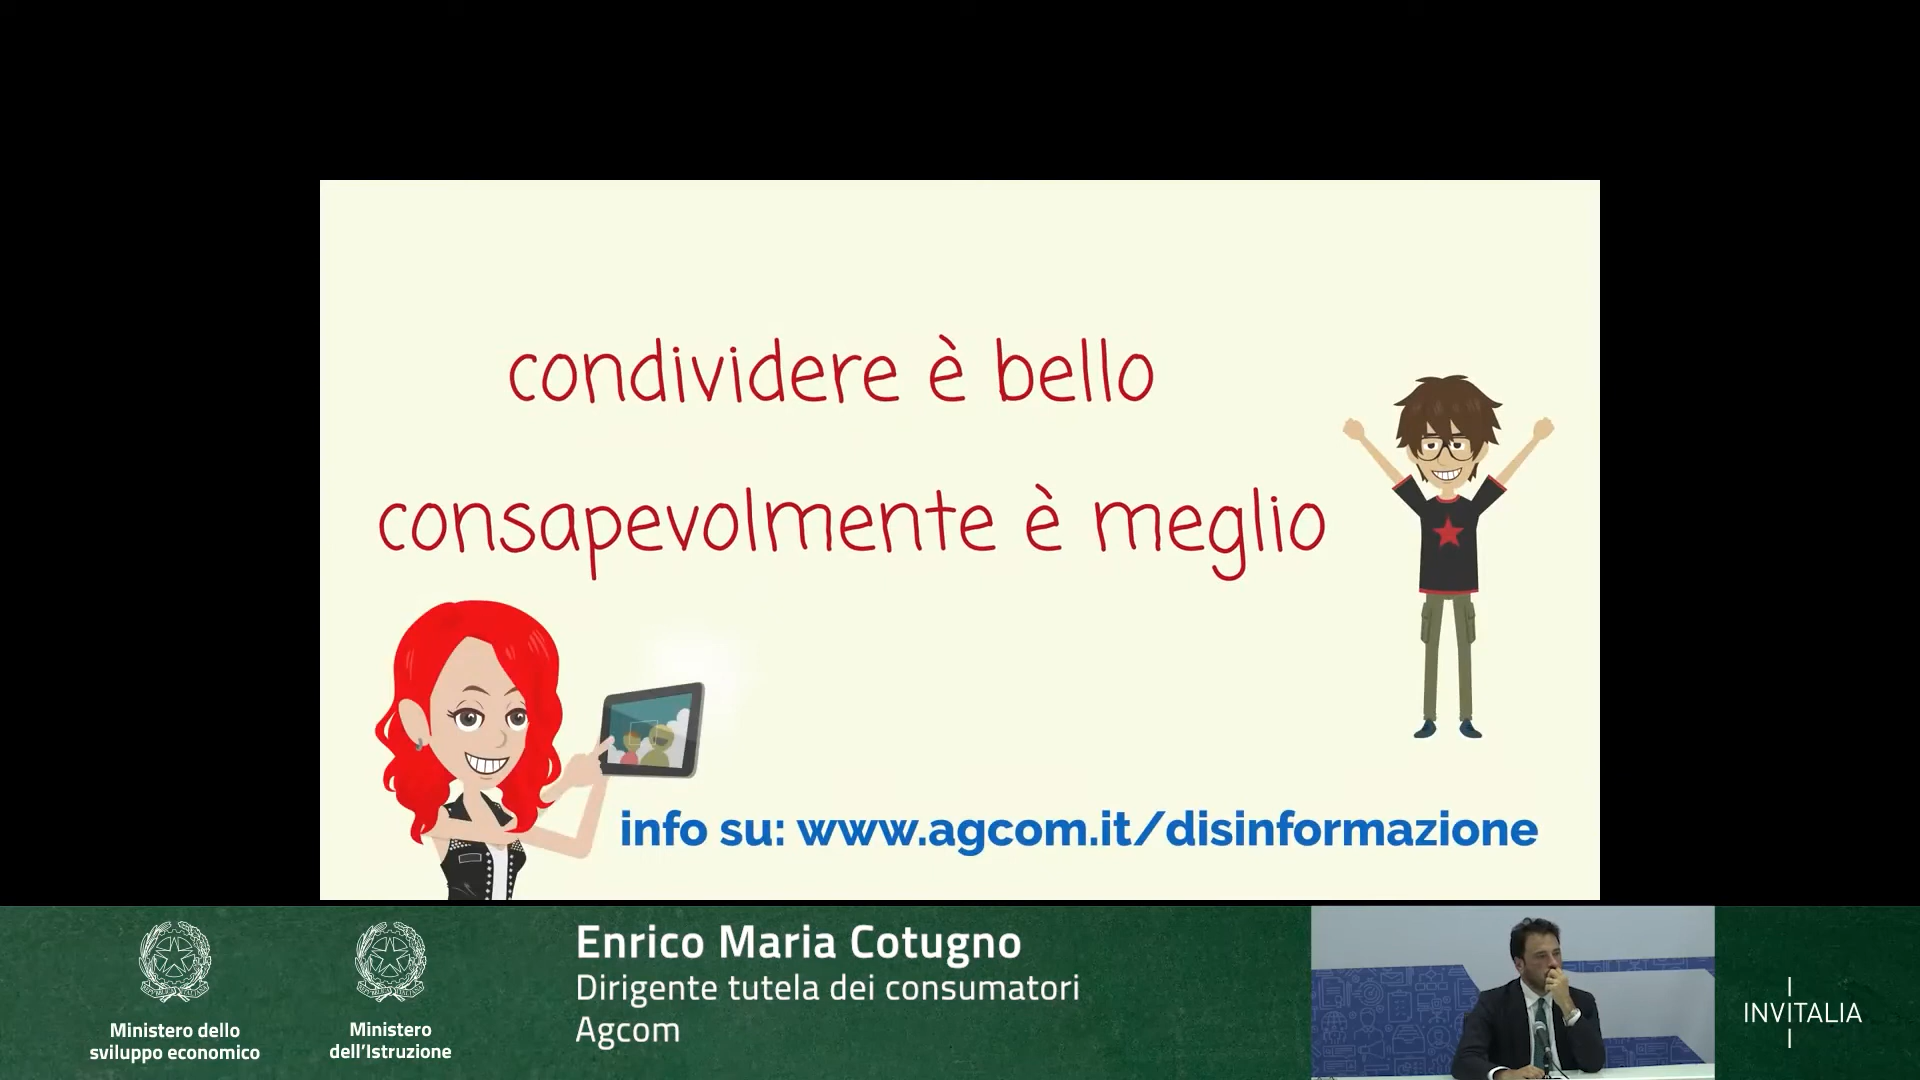 condividere è bello
consapevolmente è meglio
info su: www.agcom.it/disinformazione
Ministero dello
sviluppo economico
Ministero
dell'Istruzione
Enrico Maria Cotugno
Dirigente tutela dei consumatori
Agcom
INVITALIA